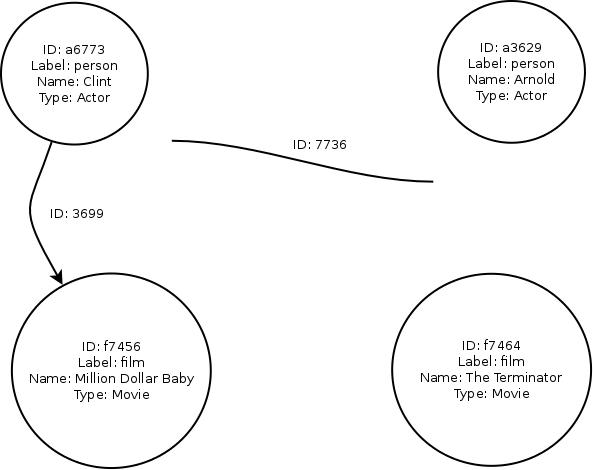 ID: a6773
Label: person
Name: Clint
Type: Actor
ID: a3629
Label: person
Name: Arnold
Type: Actor
ID: 7736
ID: 3699
ID: f7456
Label: film
Name: Million Dollar Baby
Type: Movie
ID: f7464
Label: film
Name: The Terminator
Type: Movie